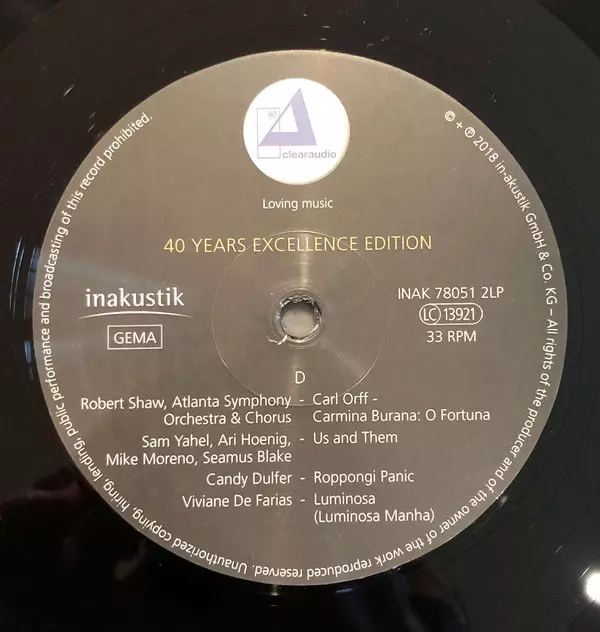 clearaudio
Loving music
40 YEARS EXCELLENCE EDITION
inakustik
GEMA
INAK 78051 2LP
LC 13921
33 RPM
D
Robert Shaw, Atlanta Symphony - Carl Orff -
Orchestra & Chorus Carmina Burana: O Fortuna
Sam Yahel, Ari Hoenig, - Us and Them
Mike Moreno, Seamus Blake
Candy Dulfer - Roppongi Panic
Viviane De Farias - Luminosa
(Luminosa Manha)
© + ℗ 2018 in-akustik GmbH & Co. KG – All rights of the producer and of the owner of the work reproduced reserved. Unauthorized copying, hiring, lending, public performance and broadcasting of this record prohibited.